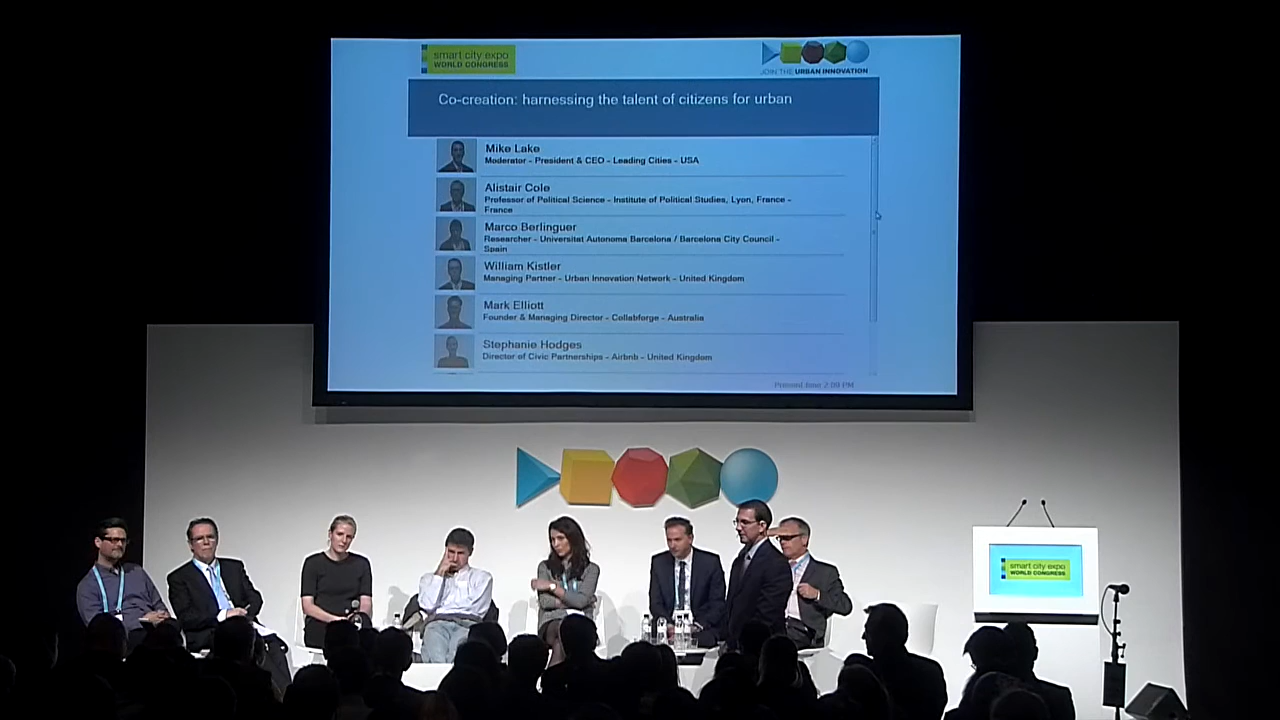 smart city expo
WORLD CONGRESS
JOIN THE URBAN INNOVATION
Co-creation: harnessing the talent of citizens for urban
Mike Lake
Moderator - President & CEO - Leading Cities - USA
Alistair Cole
Professor of Political Science - Institute of Political Studies, Lyon, France -
France
Marco Berlinguer
Researcher - Universitat Autonoma Barcelona / Barcelona City Council -
Spain
William Kistler
Managing Partner - Urban Innovation Network - United Kingdom
Mark Elliott
Founder & Managing Director - Collabforge - Australia
Stephanie Hodges
Director of Civic Partnerships - Airbnb - United Kingdom
2:09 PM
smart city expo
WORLD CONGRESS